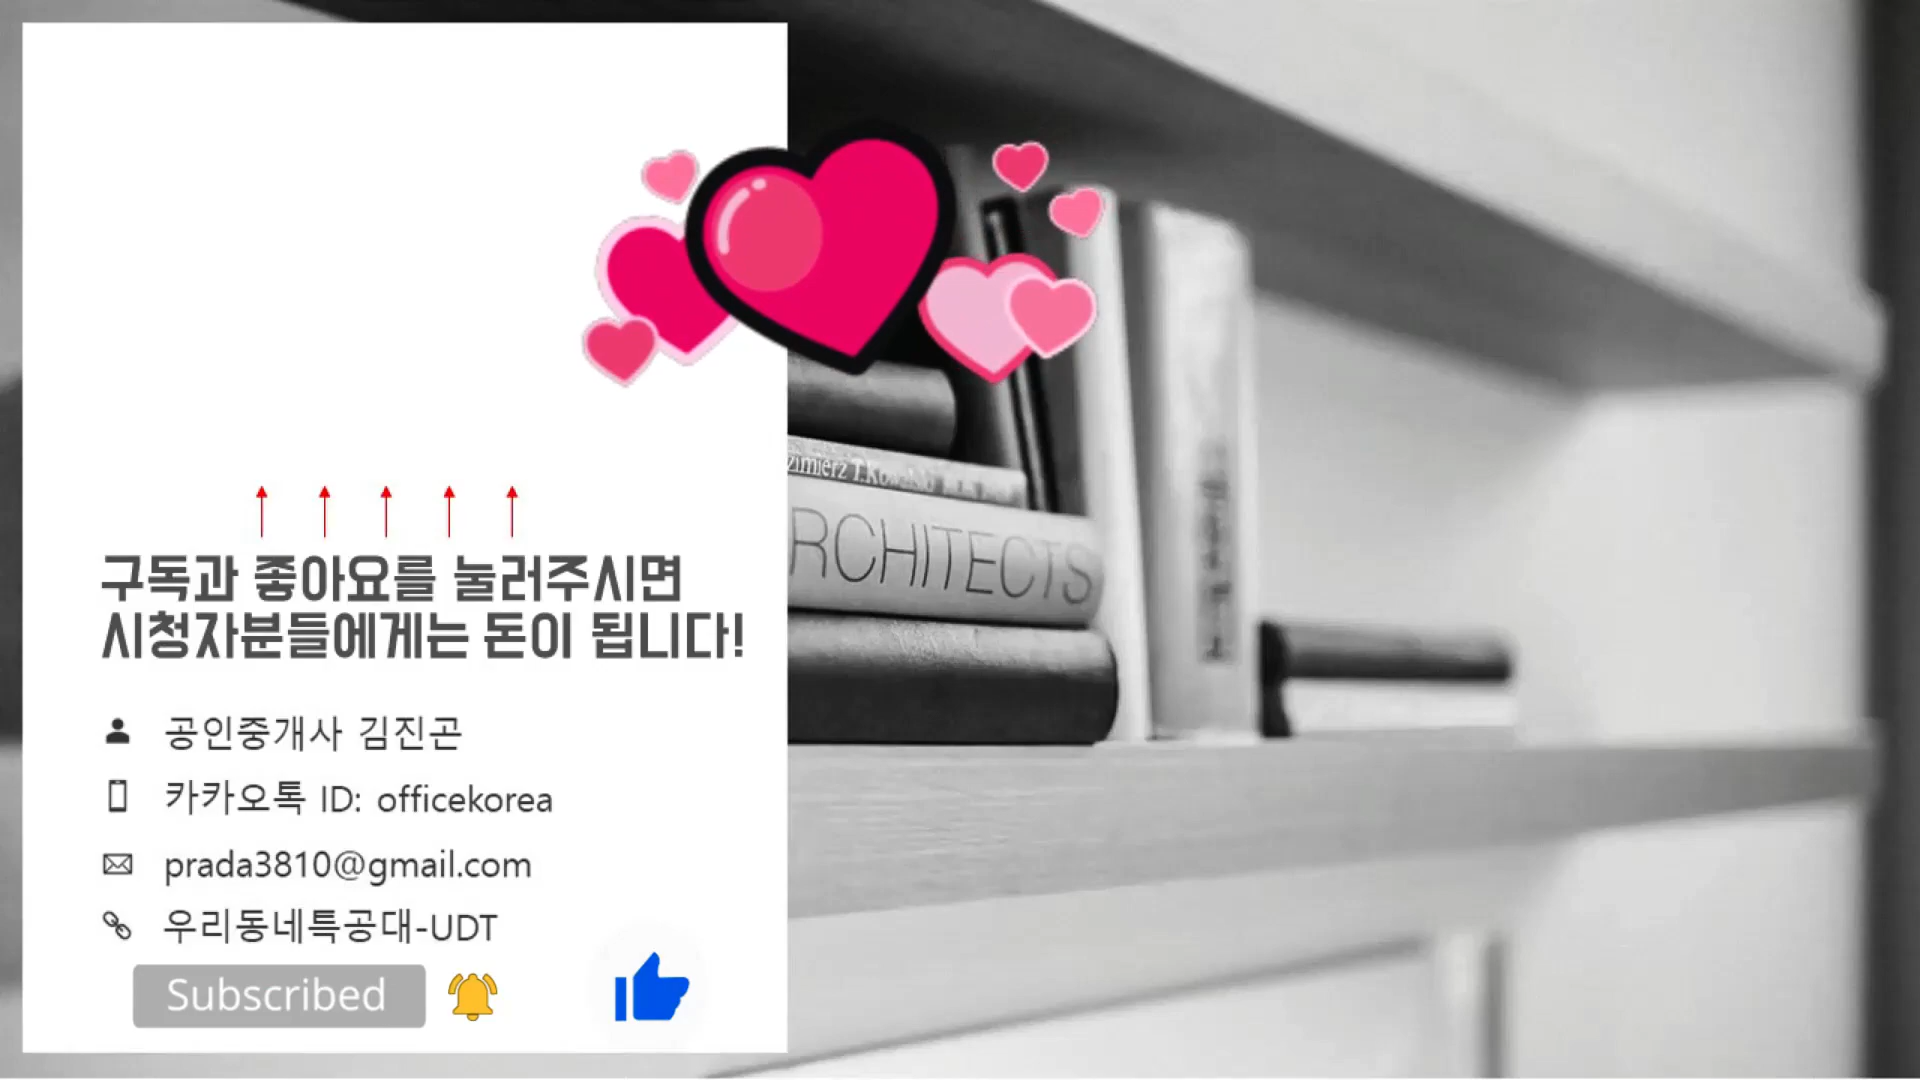 구독과 좋아요를 눌러주시면
시청자분들에게는 돈이 됩니다!
공인중개사 김진곤
카카오톡 ID: officekorea
prada3810@gmail.com
우리동네특공대-UDT
Subscribed
zimierz T.Kowalski
RCHITECTS